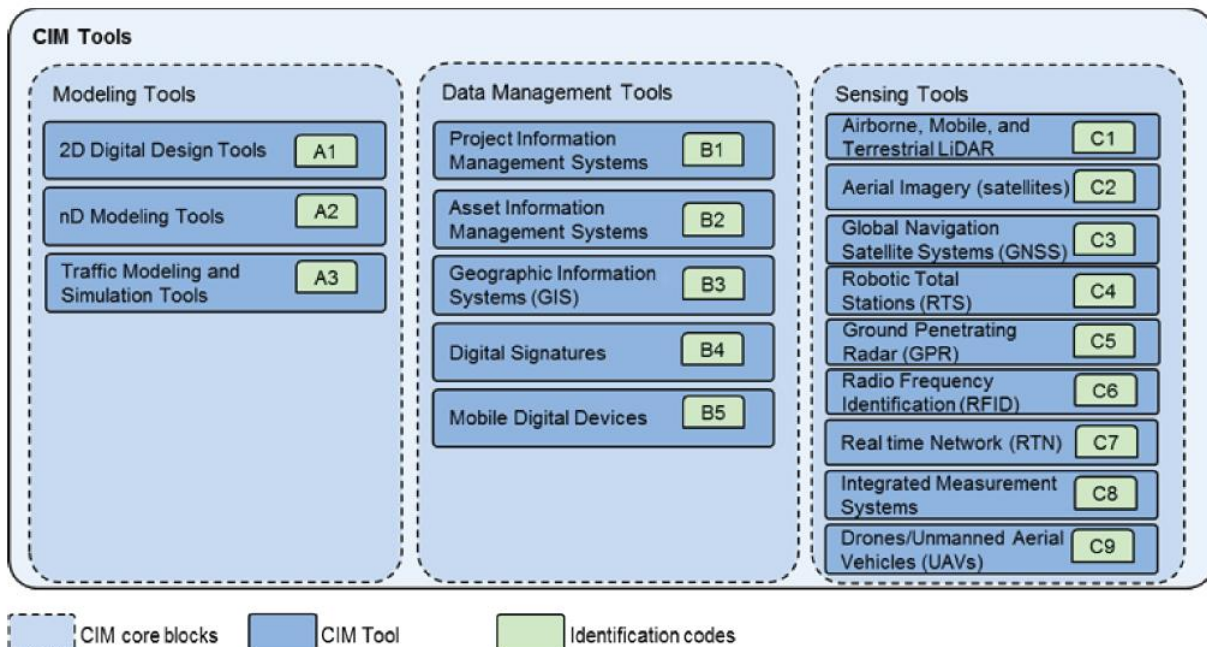 CIM Tools
Modeling Tools
2D Digital Design Tools
A1
nD Modeling Tools
A2
Traffic Modeling and
Simulation Tools
A3
Data Management Tools
Project Information
Management Systems
B1
Asset Information
Management Systems
B2
Geographic Information
Systems (GIS)
B3
Digital Signatures
B4
Mobile Digital Devices
B5
Sensing Tools
Airborne, Mobile, and
Terrestrial LiDAR
C1
Aerial Imagery (satellites)
C2
Global Navigation
Satellite Systems (GNSS)
C3
Robotic Total
Stations (RTS)
C4
Ground Penetrating
Radar (GPR)
C5
Radio Frequency
Identification (RFID)
C6
Real time Network (RTN)
C7
Integrated Measurement
Systems
C8
Drones/Unmanned Aerial
Vehicles (UAVs)
C9
CIM core blocks
CIM Tool
Identification codes